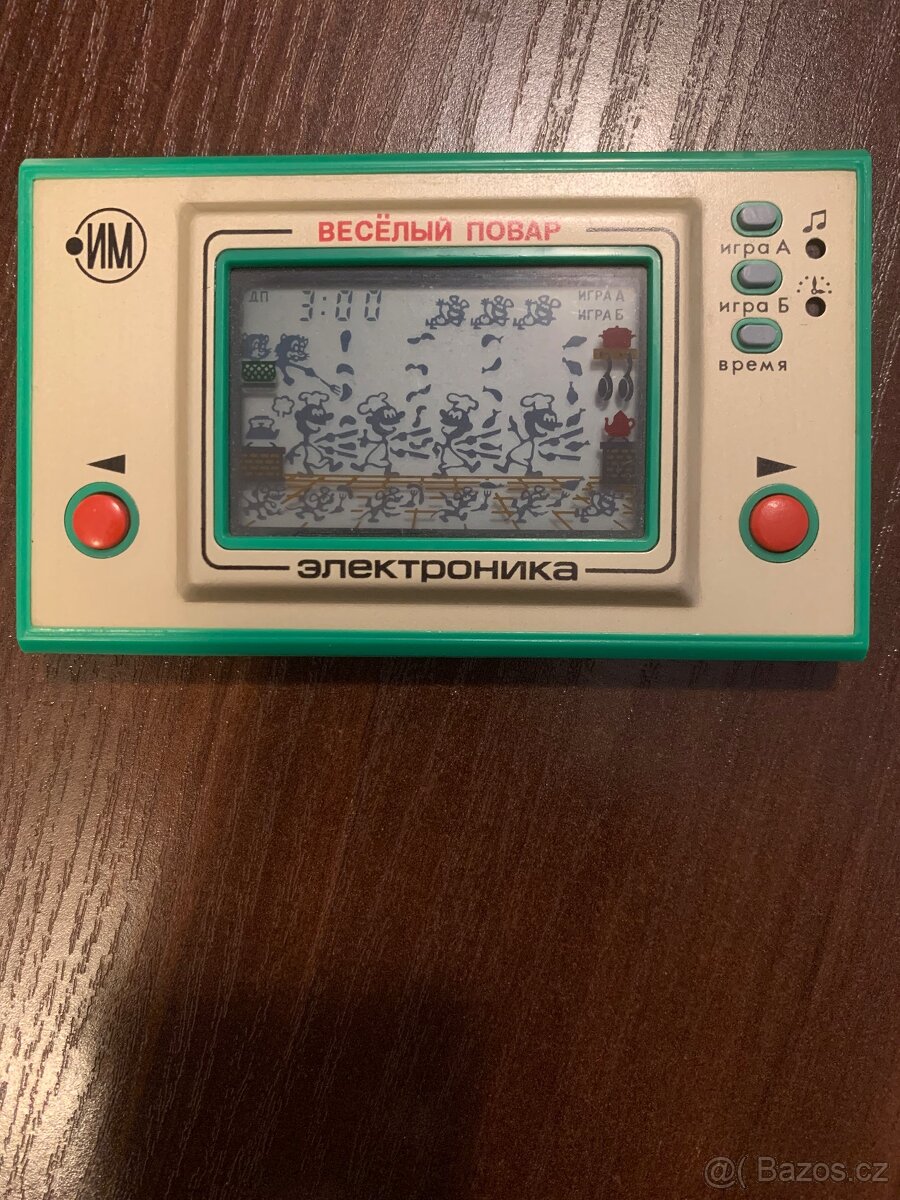 ИМ
ВЕСЁЛЫЙ ПОВАР
игра А
игра Б
время
ДП 3:00 ИГРА А
ИГРА Б
электроника
@( Bazos.cz